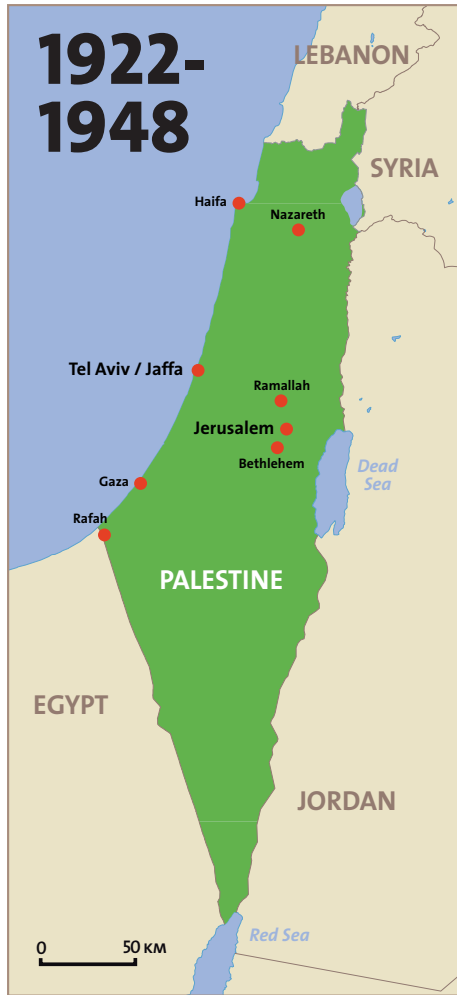 1922-
1948
LEBANON
SYRIA
Haifa
Nazareth
Tel Aviv / Jaffa
Ramallah
Jerusalem
Bethlehem
Dead
Sea
Gaza
Rafah
PALESTINE
EGYPT
JORDAN
Red Sea
0 50 KM